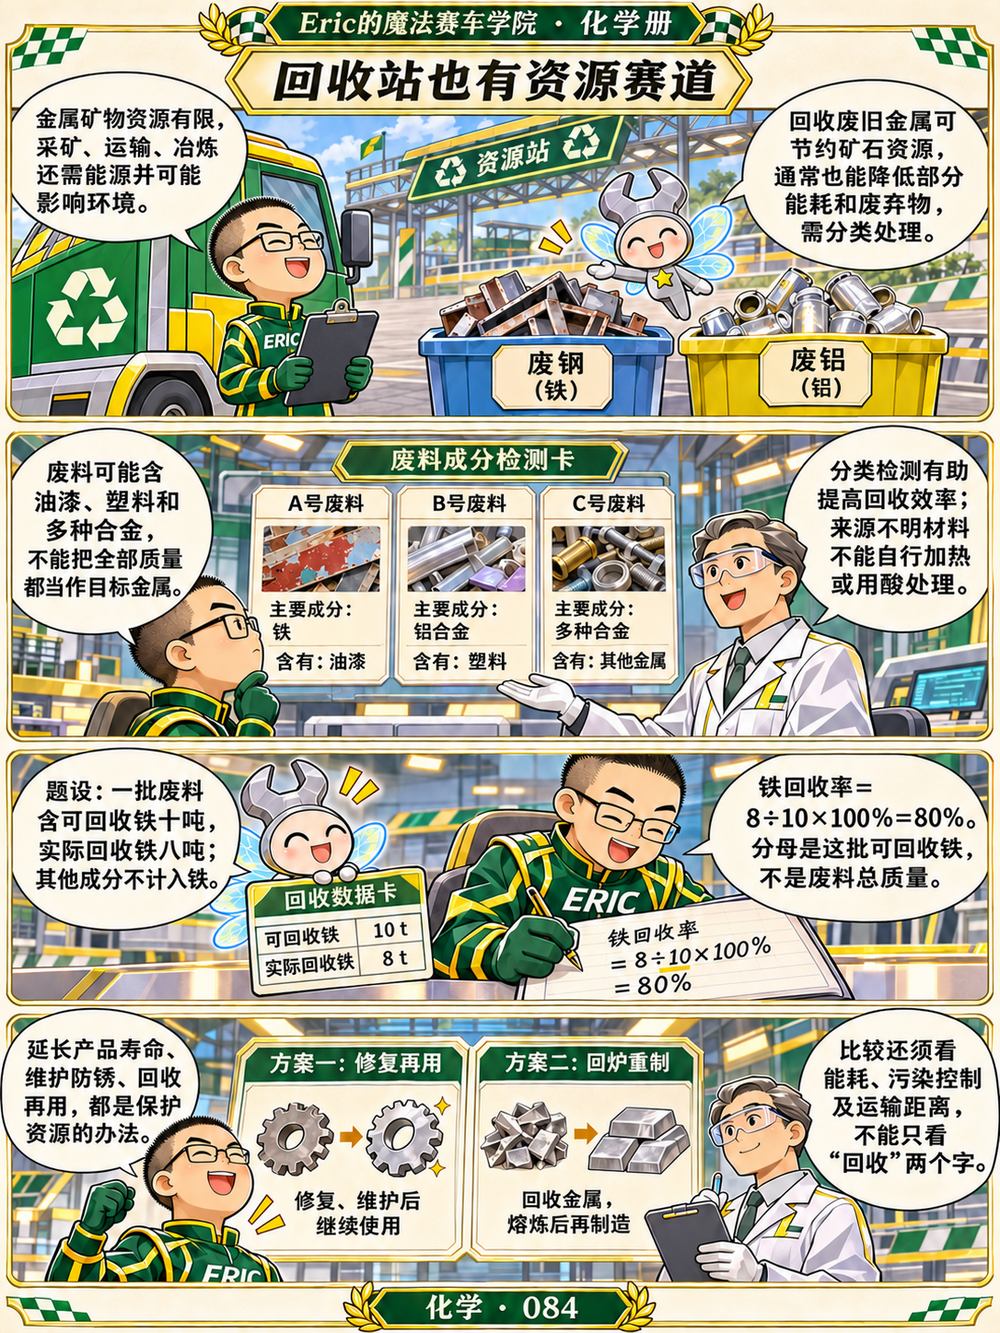 Eric的魔法赛车学院 · 化学册
回收站也有资源赛道
金属矿物资源有限，
采矿、运输、冶炼
还需能源并可能
影响环境。
资源站
回收废旧金属可
节约矿石资源，
通常也能降低部分
能耗和废弃物，
需分类处理。
ERIC
废钢
（铁）
废铝
（铝）
废料成分检测卡
废料可能含
油漆、塑料和
多种合金，
不能把全部质量
都当作目标金属。
A号废料
主要成分：
铁
含有：油漆
B号废料
主要成分：
铝合金
含有：塑料
C号废料
主要成分：
多种合金
含有：其他金属
分类检测有助
提高回收效率；
来源不明材料
不能自行加热
或用酸处理。
题设：一批废料
含可回收铁十吨，
实际回收铁八吨；
其他成分不计入铁。
回收数据卡
可回收铁 10 t
实际回收铁 8 t
ERIC
铁回收率
= 8÷10×100%
= 80%
铁回收率＝
8÷10×100%＝80%。
分母是这批可回收铁，
不是废料总质量。
延长产品寿命、
维护防锈、回收
再用，都是保护
资源的办法。
ERIC
方案一：修复再用
修复、维护后
继续使用
方案二：回炉重制
回收金属，
熔炼后再制造
比较还须看
能耗、污染控制
及运输距离，
不能只看
“回收”两个字。
化学 · 084